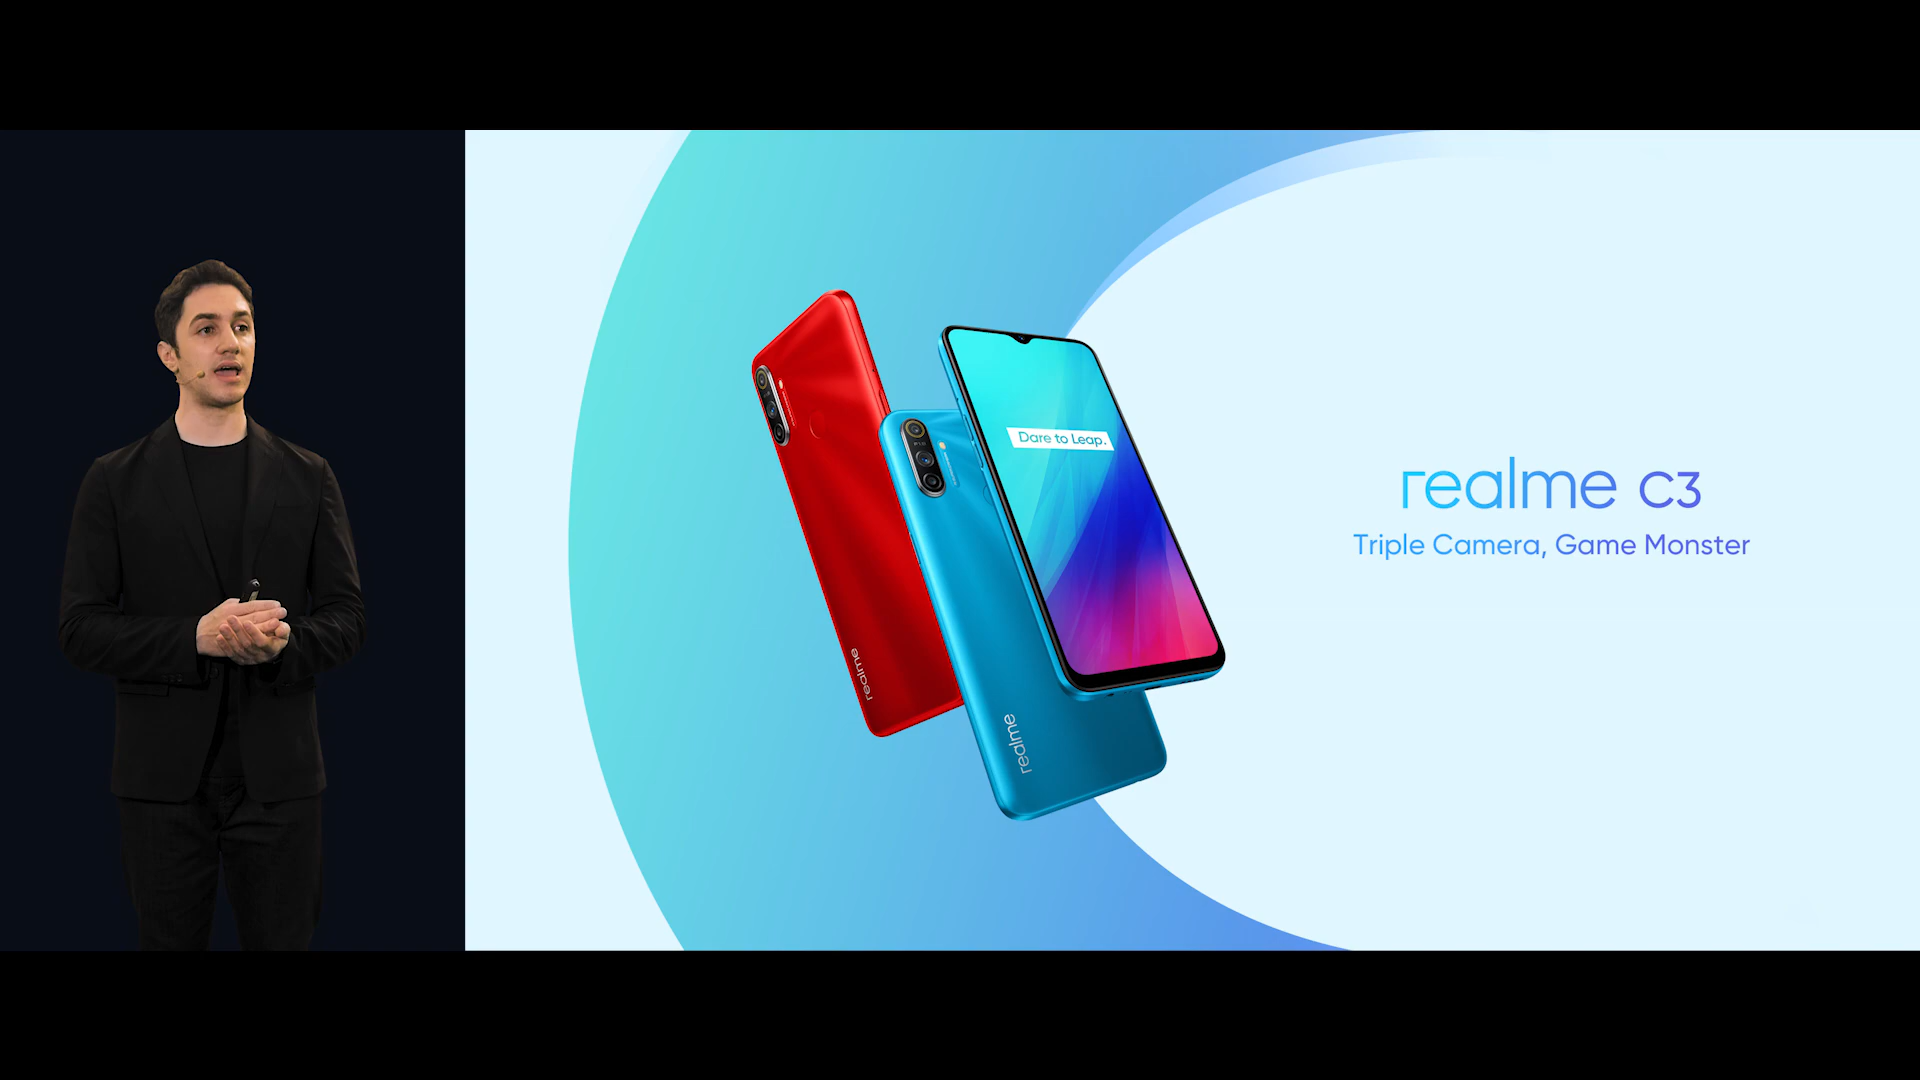 realme
realme
Dare to Leap.
realme C3
Triple Camera, Game Monster